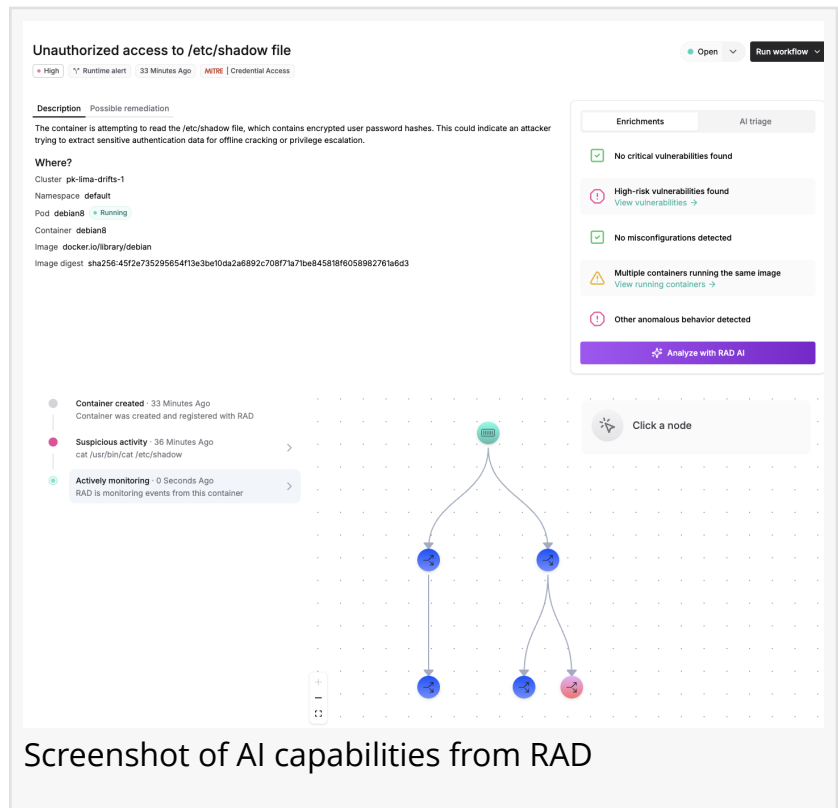 Unauthorized access to /etc/shadow file
Open
Run workflow
High
Runtime alert
33 Minutes Ago
MITRE | Credential Access
Description
Possible remediation
The container is attempting to read the /etc/shadow file, which contains encrypted user password hashes. This could indicate an attacker
trying to extract sensitive authentication data for offline cracking or privilege escalation.
Where?
Cluster pk-lima-drifts-1
Namespace default
Pod debian8 Running
Container debian8
Image docker.io/library/debian
Image digest sha256:45f2e735295654f13e3be10da2a6892c708f71a71be845818f6058982761a6d3
Enrichments
AI triage
No critical vulnerabilities found
High-risk vulnerabilities found
View vulnerabilities →
No misconfigurations detected
Multiple containers running the same image
View running containers →
Other anomalous behavior detected
Analyze with RAD AI
Container created · 33 Minutes Ago
Container was created and registered with RAD
Suspicious activity · 36 Minutes Ago
cat /usr/bin/cat /etc/shadow
Actively monitoring · 0 Seconds Ago
RAD is monitoring events from this container
Click a node
Screenshot of AI capabilities from RAD